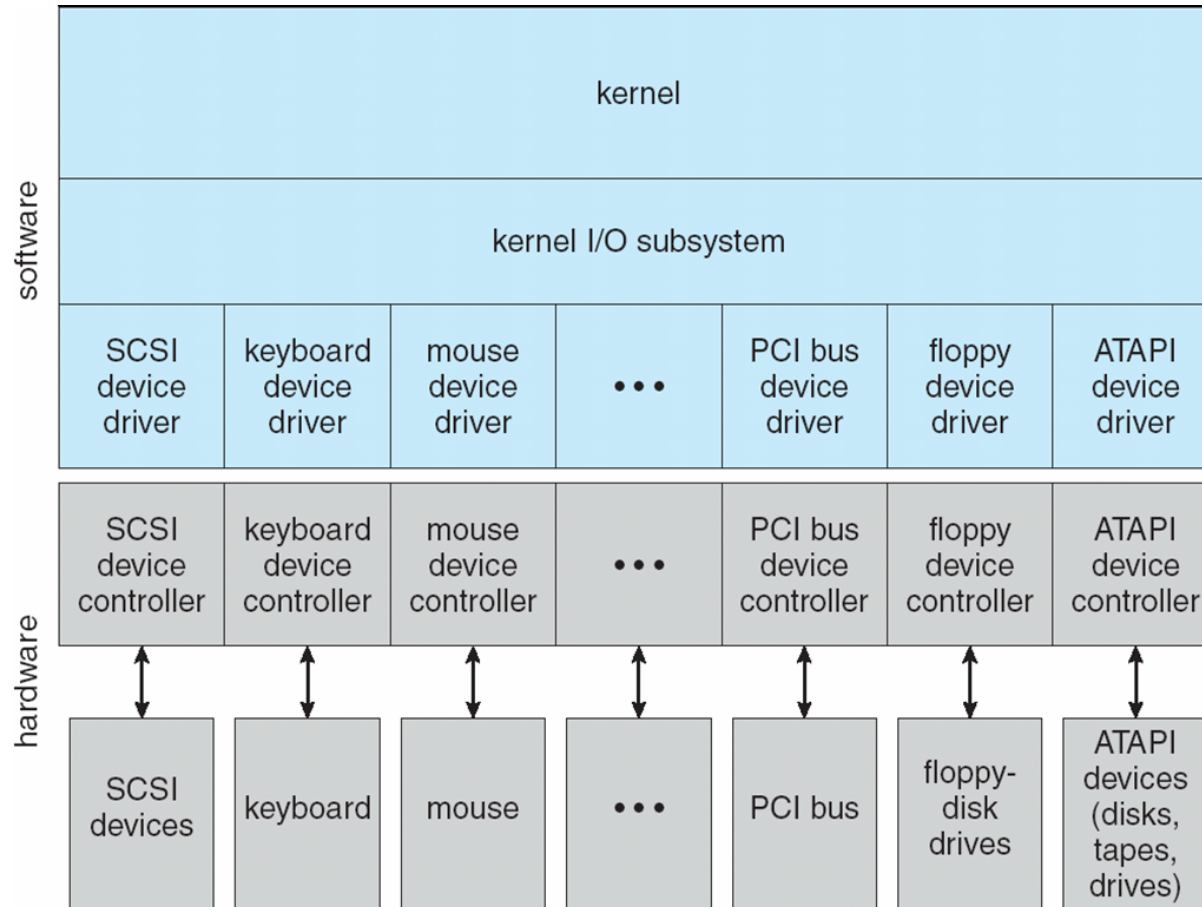 kernel
kernel I/O subsystem
software
SCSI
device
driver
keyboard
device
driver
mouse
device
driver
•••
PCI bus
device
driver
floppy
device
driver
ATAPI
device
driver
hardware
SCSI
device
controller
keyboard
device
controller
mouse
device
controller
•••
PCI bus
device
controller
floppy
device
controller
ATAPI
device
controller
SCSI
devices
keyboard
mouse
•••
PCI bus
floppy-
disk
drives
ATAPI
devices
(disks,
tapes,
drives)